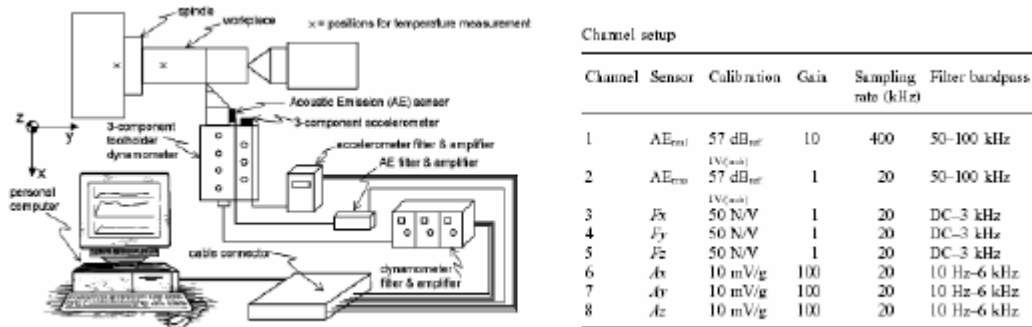 spindle
workpiece
x = positions for temperature measurement
Acoustic Emission (AE) sensor
3-component accelerometer
z
y
x
3-component
toolholder
dynamometer
accelerometer filter & amplifier
AE filter & amplifier
personal
computer
cable connector
dynamometer
filter & amplifier
Channel setup
Channel Sensor Calibration Gain Sampling rate (kHz) Filter bandpass
1 57 dBref 10 400 50–100 kHz
2 AErms 57 dBref 1 20 50–100 kHz
3 Fx 50 N/V 1 20 DC–3 kHz
4 Fy 50 N/V 1 20 DC–3 kHz
5 Fz 50 N/V 1 20 DC–3 kHz
6 Ax 10 mV/g 100 20 10 Hz–6 kHz
7 Ay 10 mV/g 100 20 10 Hz–6 kHz
8 Az 10 mV/g 100 20 10 Hz–6 kHz